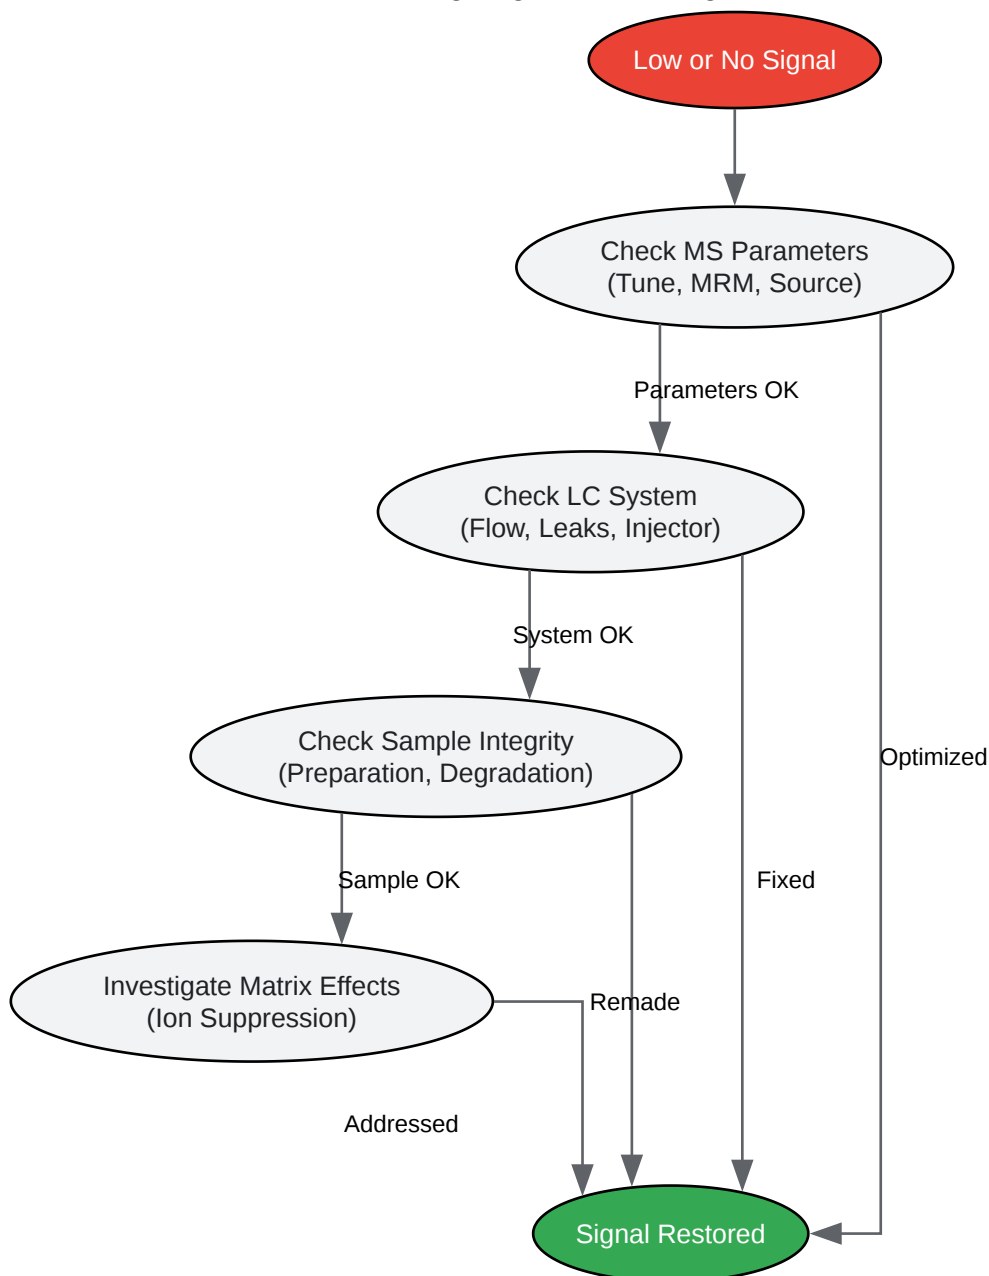 Low or No Signal
Check MS Parameters
(Tune, MRM, Source)
Parameters OK
Check LC System
(Flow, Leaks, Injector)
System OK
Check Sample Integrity
(Preparation, Degradation)
Optimized
Sample OK
Fixed
Investigate Matrix Effects
(Ion Suppression)
Remade
Addressed
Signal Restored